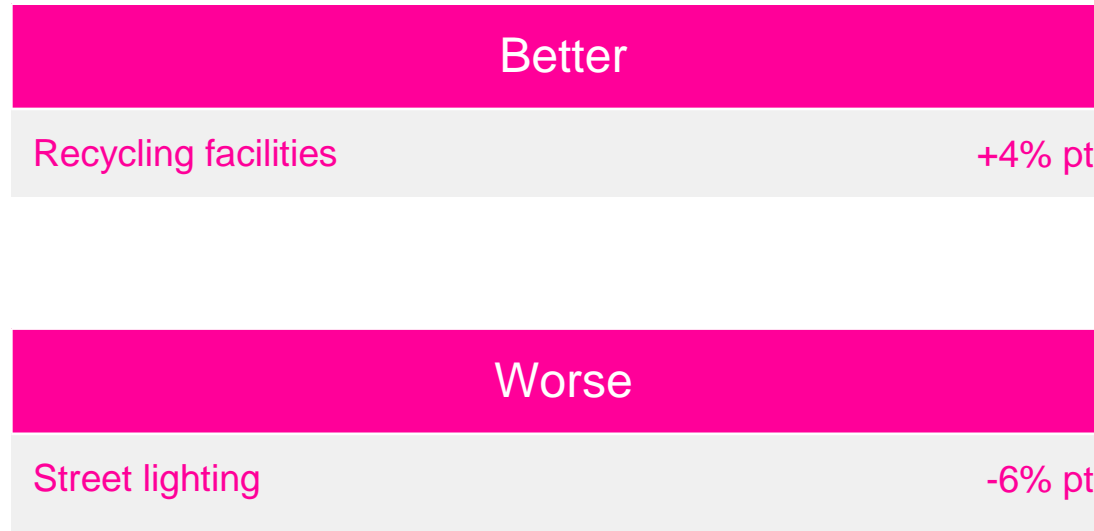 Better
Recycling facilities +4% pt
Worse
Street lighting -6% pt